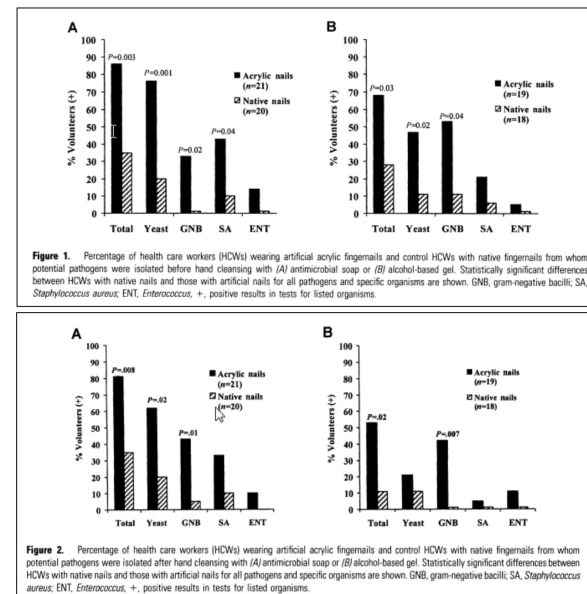 A
B
100
90
80
70
60
50
40
30
20
10
0
% Volunteers (+)
P=0.003
P=0.001
P=0.02
P=0.04
Acrylic nails
(n=21)
Native nails
(n=20)
Total Yeast GNB SA ENT
100
90
80
70
60
50
40
30
20
10
0
% Volunteers (+)
P=0.03
P=0.02
P=0.04
Acrylic nails
(n=19)
Native nails
(n=18)
Total Yeast GNB SA ENT
Figure 1. Percentage of health care workers (HCWs) wearing artificial acrylic fingernails and control HCWs with native fingernails from whom
potential pathogens were isolated before hand cleansing with (A) antimicrobial soap or (B) alcohol-based gel. Statistically significant differences
between HCWs with native nails and those with artificial nails for all pathogens and specific organisms are shown. GNB, gram-negative bacilli; SA,
Staphylococcus aureus; ENT, Enterococcus, +, positive results in tests for listed organisms.
A
B
100
90
80
70
60
50
40
30
20
10
0
% Volunteers (+)
P=.008
P=.02
P=.01
Acrylic nails
(n=21)
Native nails
(n=20)
Total Yeast GNB SA ENT
100
90
80
70
60
50
40
30
20
10
0
% Volunteers (+)
P=.02
P=.007
Acrylic nails
(n=19)
Native nails
(n=18)
Total Yeast GNB SA ENT
Figure 2. Percentage of health care workers (HCWs) wearing artificial acrylic fingernails and control HCWs with native fingernails from whom
potential pathogens were isolated after hand cleansing with (A) antimicrobial soap or (B) alcohol-based gel. Statistically significant differences between
HCWs with native nails and those with artificial nails for all pathogens and specific organisms are shown. GNB, gram-negative bacilli; SA, Staphylococcus
aureus; ENT, Enterococcus, +, positive results in tests for listed organisms.